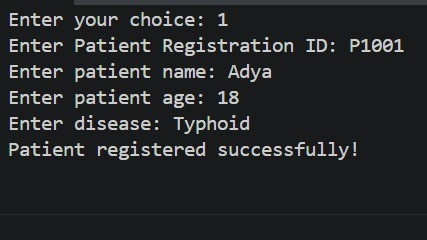 Enter your choice: 1
Enter Patient Registration ID: P1001
Enter patient name: Adya
Enter patient age: 18
Enter disease: Typhoid
Patient registered successfully!